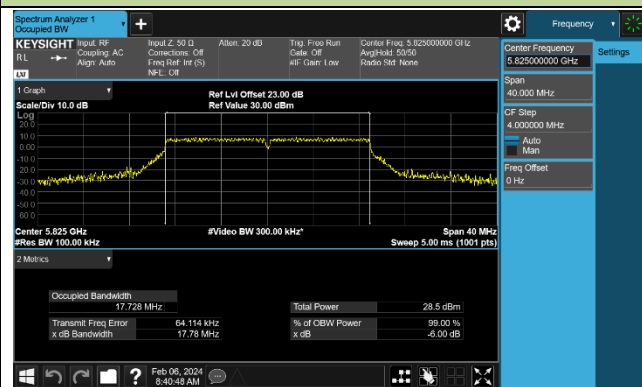 Spectrum Analyzer 1
Occupied BW
+
Frequency
KEYSIGHT Input: RF Input Z: 50 Ω Atten: 20 dB Trig: Free Run Center Freq: 5.825000000 GHz
RL Coupling: AC Corrections: Off Gate: Off Avg|Hold: 50/50
Align: Auto Freq Ref: Int (S) #IF Gain: Low Radio Std: None
LXI NFE: Off
Center Frequency
5.825000000 GHz
Settings
Span
40.000 MHz
CF Step
4.000000 MHz
Auto
Man
Freq Offset
0 Hz
1 Graph
Scale/Div 10.0 dB
Ref Lvl Offset 23.00 dB
Ref Value 30.00 dBm
Log
20.0
10.0
0.00
-10.0
-20.0
-30.0
-40.0
-50.0
-60.0
Center 5.825 GHz #Video BW 300.00 kHz* Span 40 MHz
#Res BW 100.00 kHz Sweep 5.00 ms (1001 pts)
2 Metrics
Occupied Bandwidth
17.728 MHz Total Power 28.5 dBm
Transmit Freq Error 64.114 kHz % of OBW Power 99.00 %
x dB Bandwidth 17.78 MHz x dB -6.00 dB
? Feb 06, 2024
8:40:48 AM